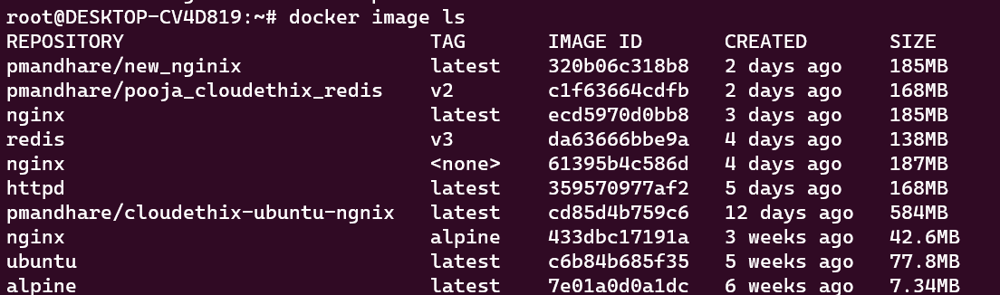 root@DESKTOP-CV4D819:~# docker image ls
REPOSITORY TAG IMAGE ID CREATED SIZE
pmandhare/new_nginix latest 320b06c318b8 2 days ago 185MB
pmandhare/pooja_cloudethix_redis v2 c1f63664cdfb 2 days ago 168MB
nginx latest ecd5970d0bb8 3 days ago 185MB
redis v3 da63666bbe9a 4 days ago 138MB
nginx <none> 61395b4c586d 4 days ago 187MB
httpd latest 359570977af2 5 days ago 168MB
pmandhare/cloudethix-ubuntu-ngnix latest cd85d4b759c6 12 days ago 584MB
nginx alpine 433dbc17191a 3 weeks ago 42.6MB
ubuntu latest c6b84b685f35 5 weeks ago 77.8MB
alpine latest 7e01a0d0a1dc 6 weeks ago 7.34MB